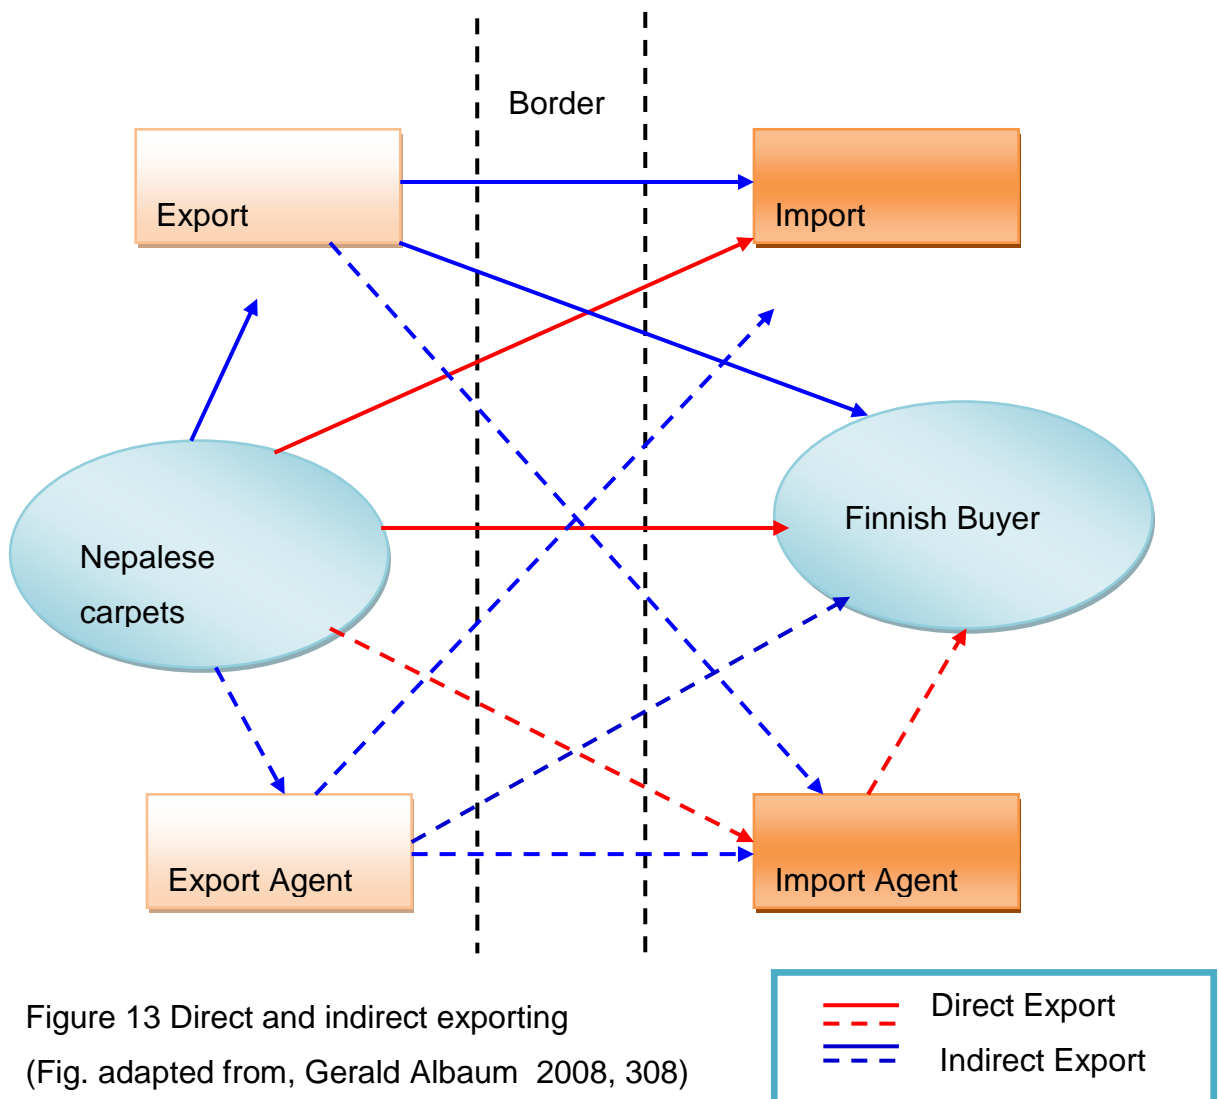 Border
Export
Import
Nepalese
carpets
Finnish Buyer
Export Agent
Import Agent
Figure 13 Direct and indirect exporting
(Fig. adapted from, Gerald Albaum 2008, 308)
Direct Export
Indirect Export